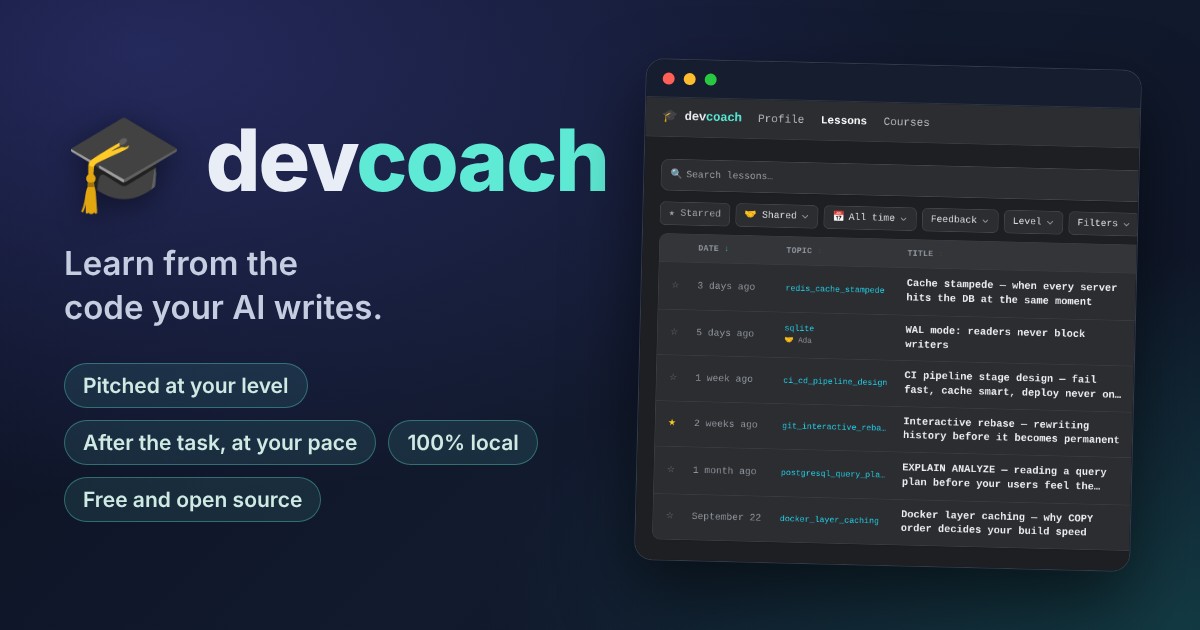 devcoach
Learn from the
code your AI writes.
Pitched at your level
After the task, at your pace
100% local
Free and open source
devcoach Profile Lessons Courses
Search lessons…
★ Starred Shared All time Feedback Level Filters
DATE ↓ TOPIC TITLE
3 days ago redis_cache_stampede Cache stampede — when every server
hits the DB at the same moment
5 days ago sqlite WAL mode: readers never block
Ada writers
1 week ago ci_cd_pipeline_design CI pipeline stage design — fail
fast, cache smart, deploy never on…
2 weeks ago git_interactive_reba… Interactive rebase — rewriting
history before it becomes permanent
1 month ago postgresql_query_pla… EXPLAIN ANALYZE — reading a query
plan before your users feel the…
September 22 docker_layer_caching Docker layer caching — why COPY
order decides your build speed